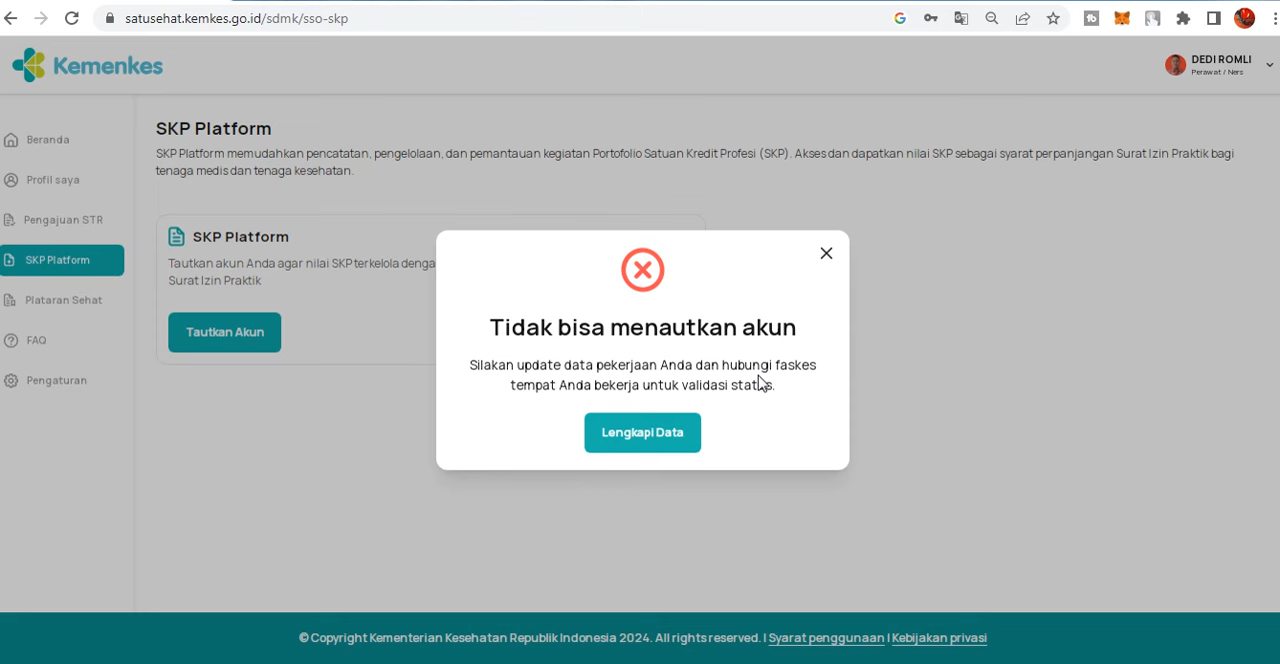 satusehat.kemkes.go.id/sdmk/sso-skp
Kemenkes
DEDI ROMLI
Perawat / Ners
Beranda
Profil saya
Pengajuan STR
SKP Platform
Plataran Sehat
FAQ
Pengaturan
SKP Platform
SKP Platform memudahkan pencatatan, pengelolaan, dan pemantauan kegiatan Portofolio Satuan Kredit Profesi (SKP). Akses dan dapatkan nilai SKP sebagai syarat perpanjangan Surat Izin Praktik bagi
tenaga medis dan tenaga kesehatan.
SKP Platform
Tautkan akun Anda agar nilai SKP terkelola denga
Surat Izin Praktik
Tautkan Akun
Tidak bisa menautkan akun
Silakan update data pekerjaan Anda dan hubungi faskes
tempat Anda bekerja untuk validasi status.
Lengkapi Data
© Copyright Kementerian Kesehatan Republik Indonesia 2024. All rights reserved. | Syarat penggunaan | Kebijakan privasi